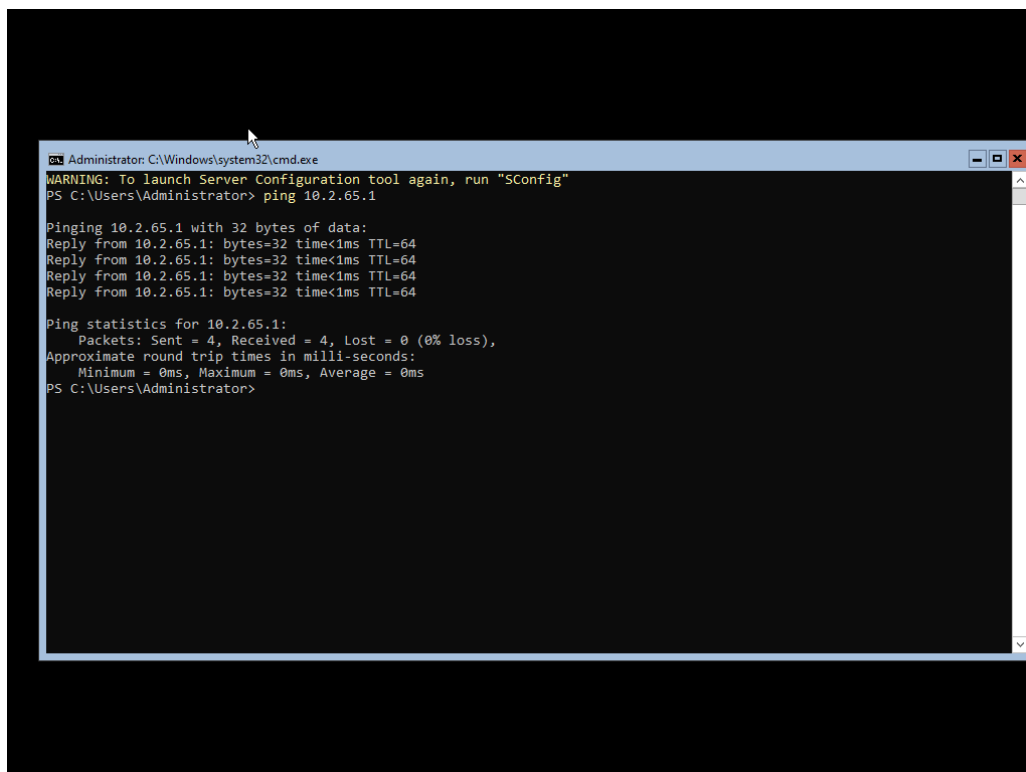 Administrator: C:\Windows\system32\cmd.exe
WARNING: To launch Server Configuration tool again, run "SConfig"
PS C:\Users\Administrator> ping 10.2.65.1
Pinging 10.2.65.1 with 32 bytes of data:
Reply from 10.2.65.1: bytes=32 time<1ms TTL=64
Reply from 10.2.65.1: bytes=32 time<1ms TTL=64
Reply from 10.2.65.1: bytes=32 time<1ms TTL=64
Reply from 10.2.65.1: bytes=32 time<1ms TTL=64
Ping statistics for 10.2.65.1:
    Packets: Sent = 4, Received = 4, Lost = 0 (0% loss),
Approximate round trip times in milli-seconds:
    Minimum = 0ms, Maximum = 0ms, Average = 0ms
PS C:\Users\Administrator>